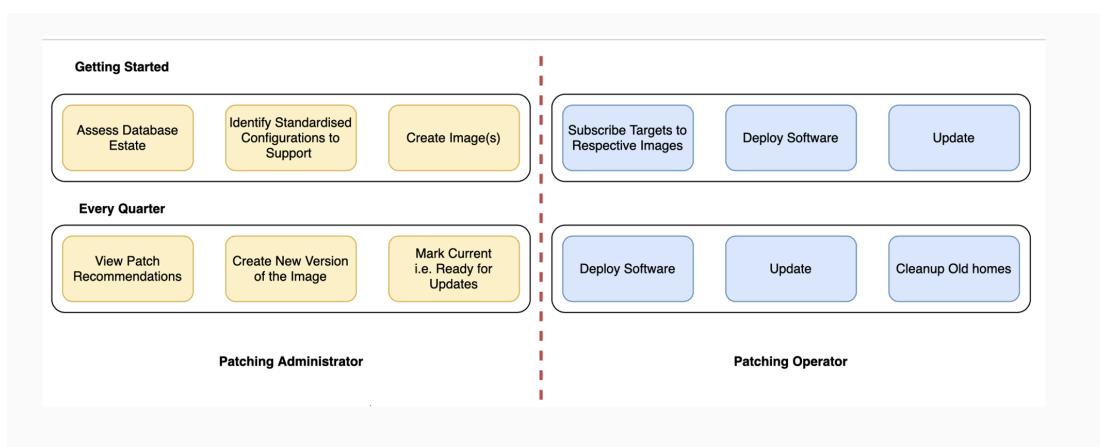 Getting Started
Assess Database
Estate
Identify Standardised
Configurations to
Support
Create Image(s)
Subscribe Targets to
Respective Images
Deploy Software
Update
Every Quarter
View Patch
Recommendations
Create New Version
of the Image
Mark Current
i.e. Ready for
Updates
Deploy Software
Update
Cleanup Old homes
Patching Administrator
Patching Operator